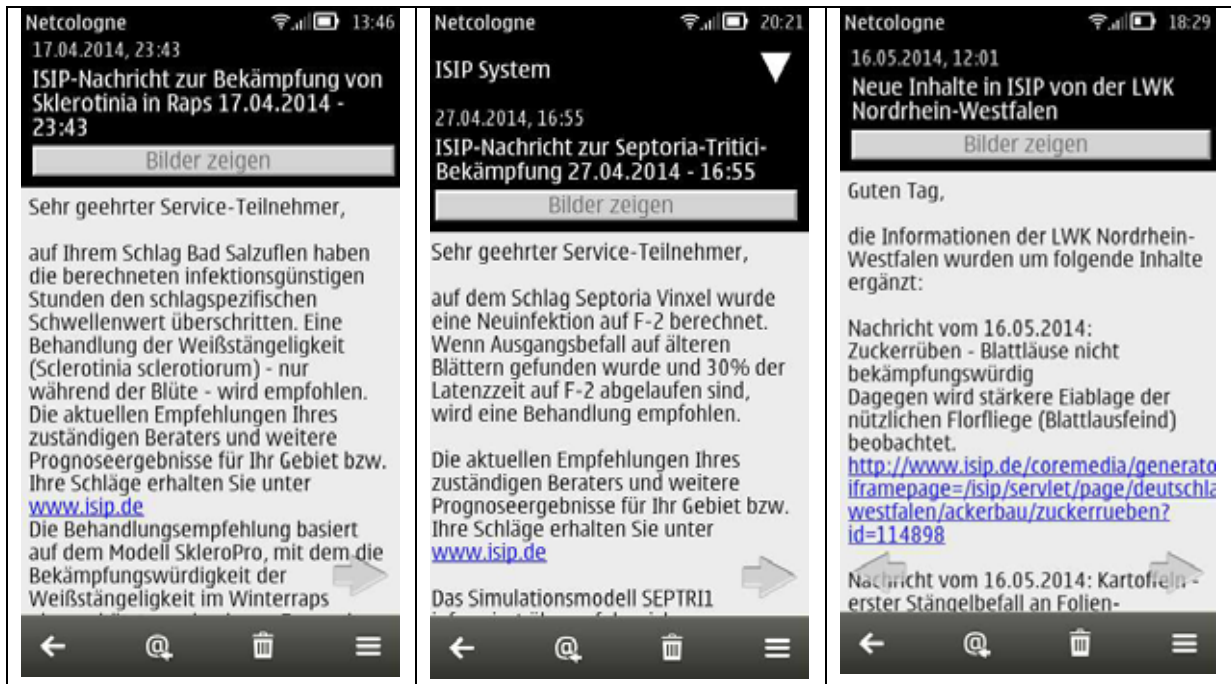 Netcologne 13:46
17.04.2014, 23:43
ISIP-Nachricht zur Bekämpfung von
Sklerotinia in Raps 17.04.2014 -
23:43
Bilder zeigen
Sehr geehrter Service-Teilnehmer,
auf Ihrem Schlag Bad Salzuflen haben
die berechneten infektionsgünstigen
Stunden den schlagspezifischen
Schwellenwert überschritten. Eine
Behandlung der Weißstängeligkeit
(Sclerotinia sclerotiorum) - nur
während der Blüte - wird empfohlen.
Die aktuellen Empfehlungen Ihres
zuständigen Beraters und weitere
Prognoseergebnisse für Ihr Gebiet bzw.
Ihre Schläge erhalten Sie unter
www.isip.de
Die Behandlungsempfehlung basiert
auf dem Modell SkleroPro, mit dem die
Bekämpfungswürdigkeit der
Weißstängeligkeit im Winterraps
Netcologne 20:21
ISIP System
27.04.2014, 16:55
ISIP-Nachricht zur Septoria-Tritici-
Bekämpfung 27.04.2014 - 16:55
Bilder zeigen
Sehr geehrter Service-Teilnehmer,
auf dem Schlag Septoria Vinxel wurde
eine Neuinfektion auf F-2 berechnet.
Wenn Ausgangsbefall auf älteren
Blättern gefunden wurde und 30% der
Latenzzeit auf F-2 abgelaufen sind,
wird eine Behandlung empfohlen.
Die aktuellen Empfehlungen Ihres
zuständigen Beraters und weitere
Prognoseergebnisse für Ihr Gebiet bzw.
Ihre Schläge erhalten Sie unter
www.isip.de
Das Simulationsmodell SEPTRI1
Netcologne 18:29
16.05.2014, 12:01
Neue Inhalte in ISIP von der LWK
Nordrhein-Westfalen
Bilder zeigen
Guten Tag,
die Informationen der LWK Nordrhein-
Westfalen wurden um folgende Inhalte
ergänzt:
Nachricht vom 16.05.2014:
Zuckerrüben - Blattläuse nicht
bekämpfungswürdig
Dagegen wird stärkere Eiablage der
nützlichen Florfliege (Blattlausfeind)
beobachtet.
http://www.isip.de/coremedia/generato
iframepage=/isip/servlet/page/deutschla
westfalen/ackerbau/zuckerrueben?
id=114898
Nachricht vom 16.05.2014: Kartoffeln -
erster Stängelbefall an Folien-